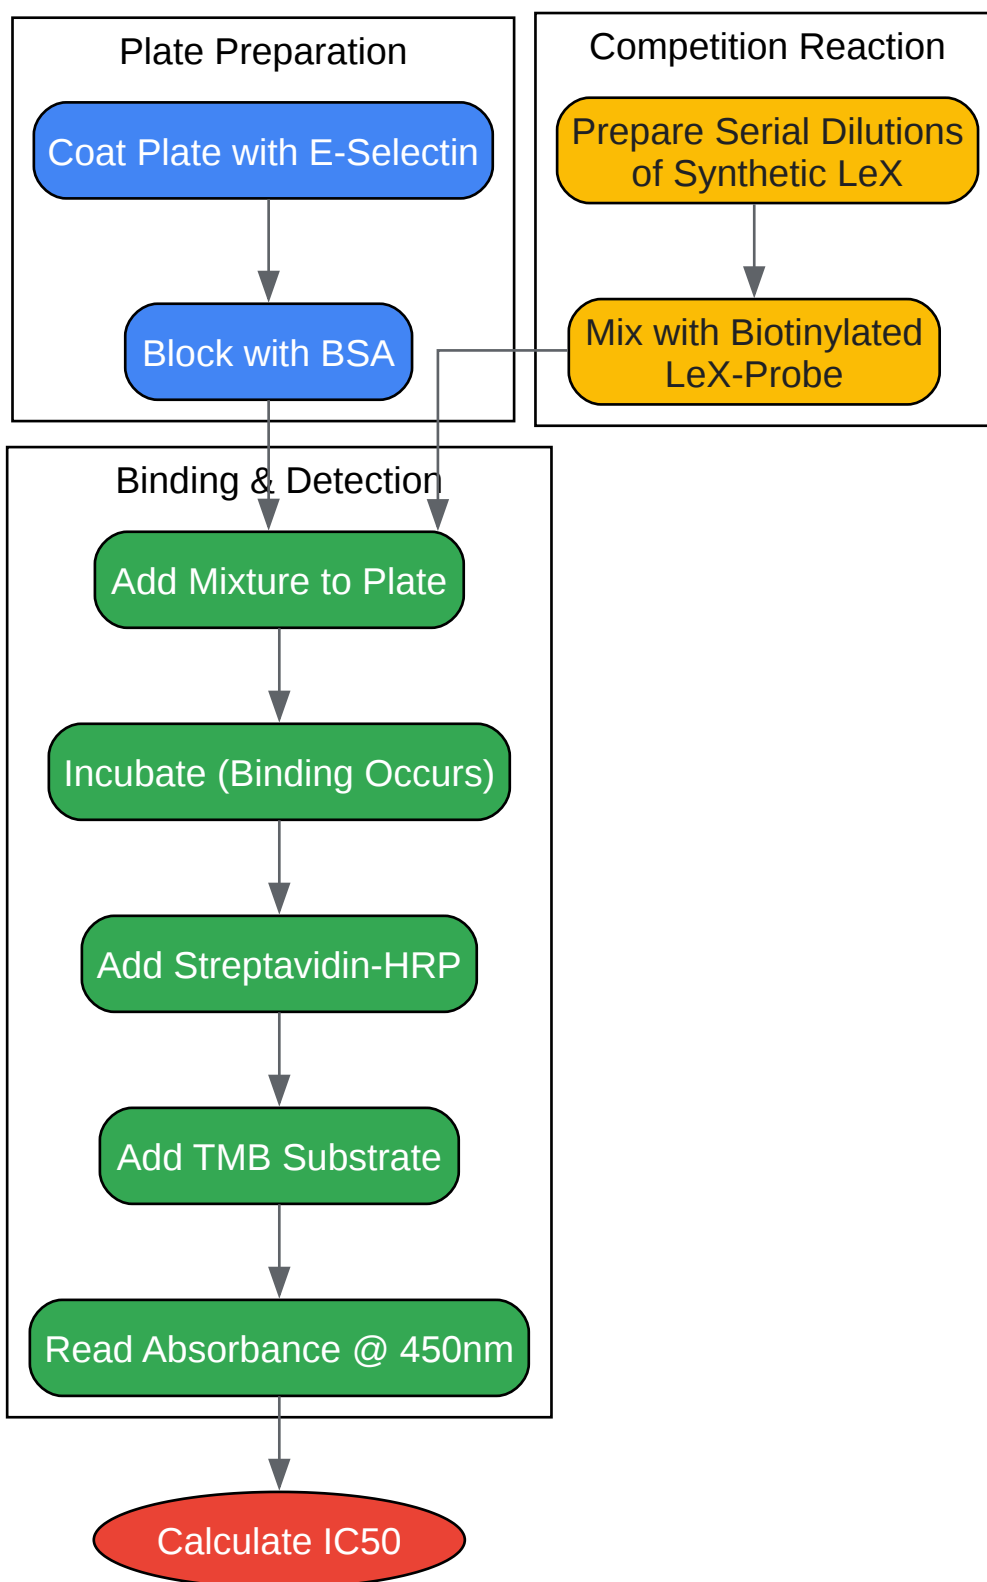 Plate Preparation
Coat Plate with E-Selectin
Block with BSA
Competition Reaction
Prepare Serial Dilutions
of Synthetic LeX
Mix with Biotinylated
LeX-Probe
Binding & Detection
Add Mixture to Plate
Incubate (Binding Occurs)
Add Streptavidin-HRP
Add TMB Substrate
Read Absorbance @ 450nm
Calculate IC50